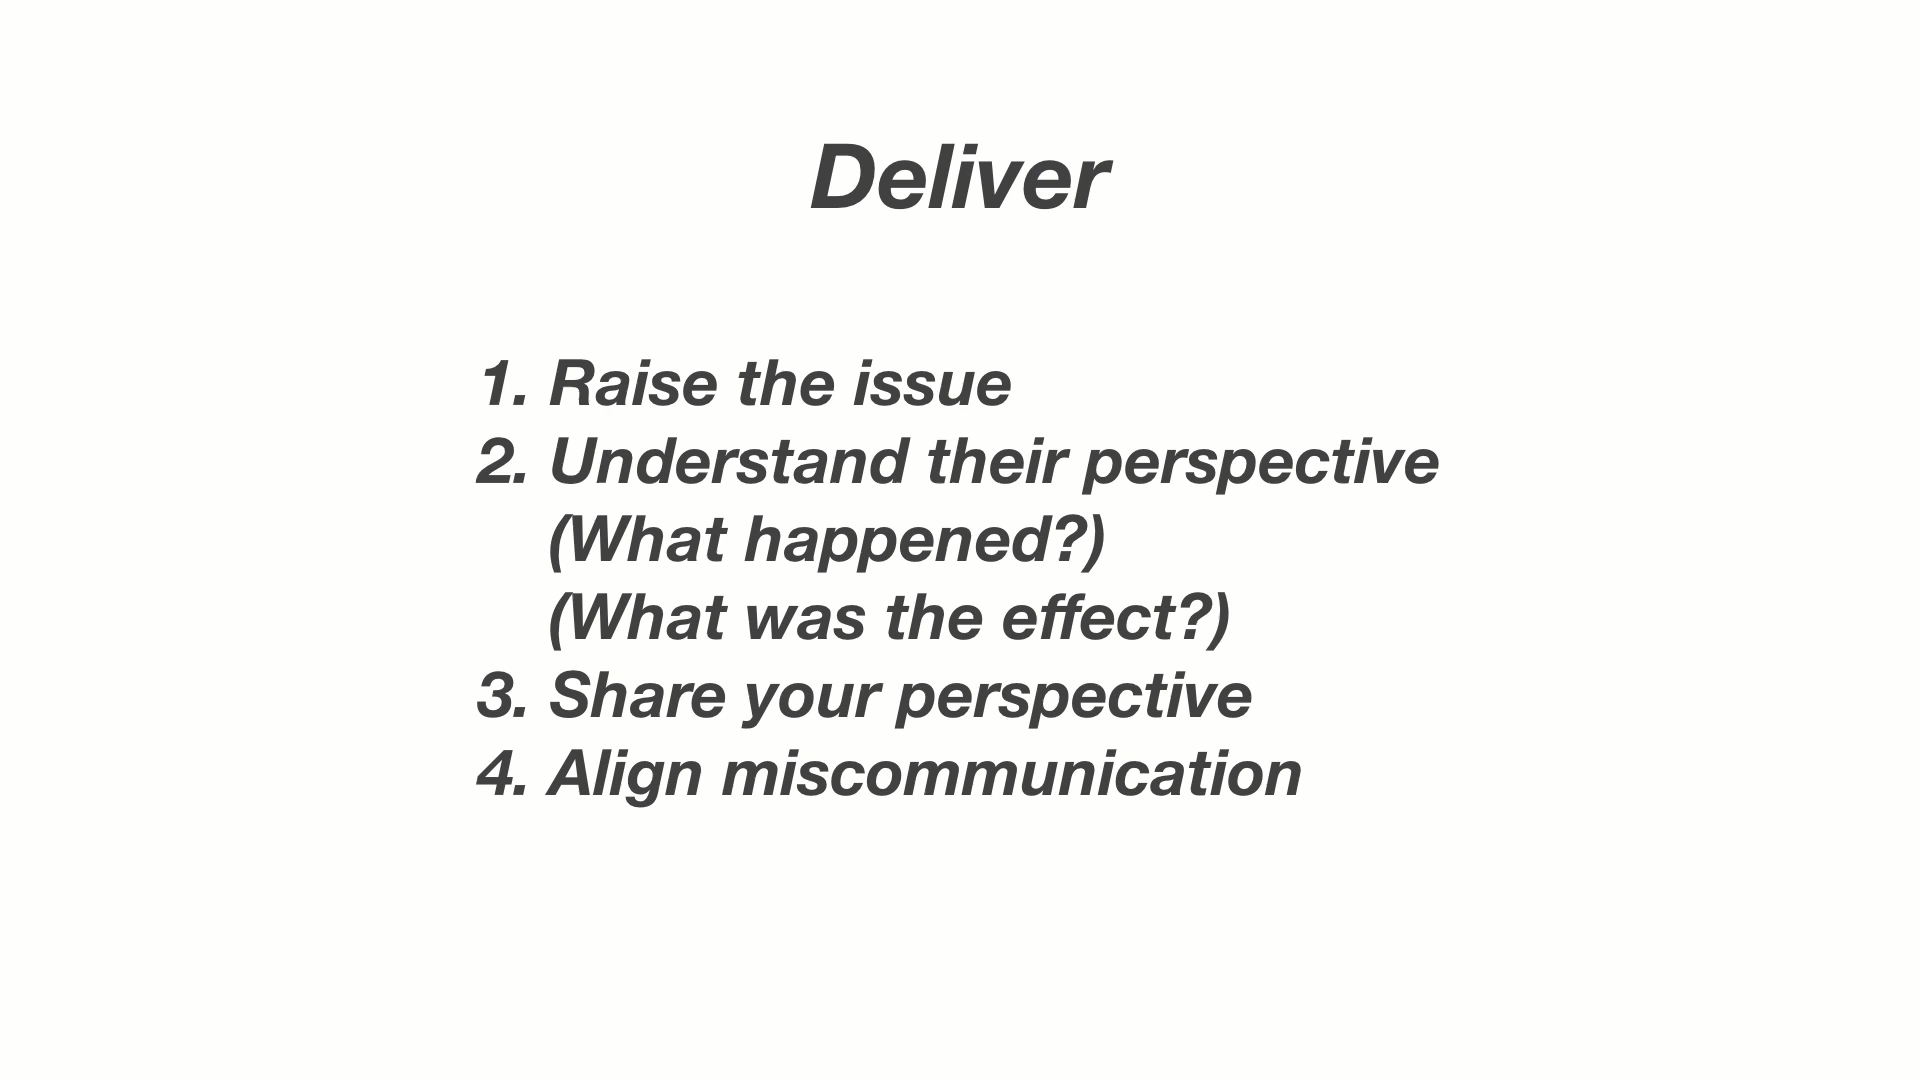 Deliver
1. Raise the issue
2. Understand their perspective
(What happened?)
(What was the effect?)
3. Share your perspective
4. Align miscommunication